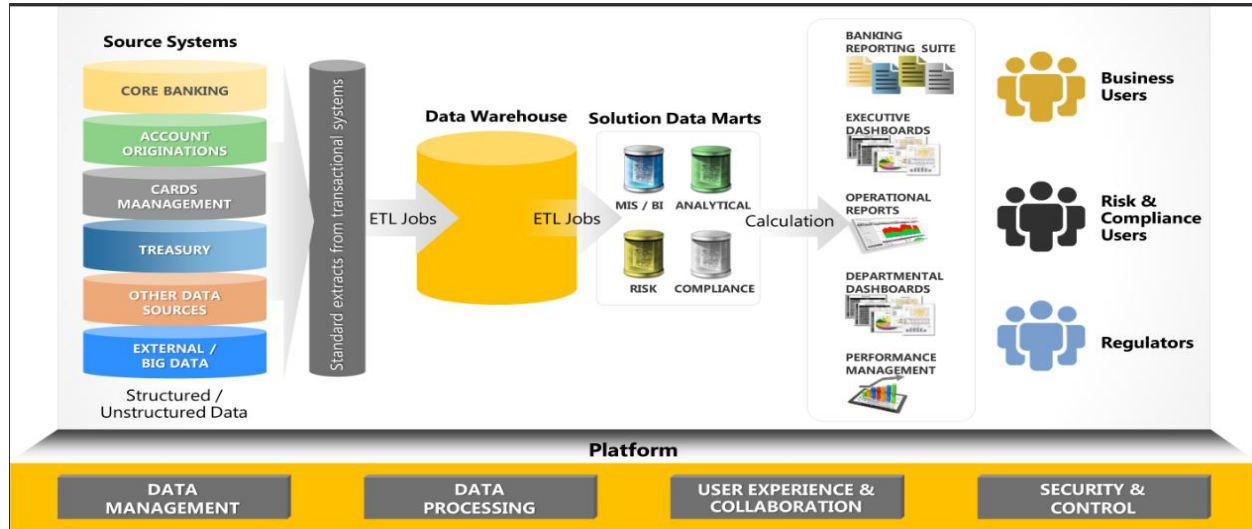 Source Systems
CORE BANKING
ACCOUNT
ORIGINATIONS
CARDS
MAANAGEMENT
TREASURY
OTHER DATA
SOURCES
EXTERNAL /
BIG DATA
Structured /
Unstructured Data
Standard extracts from transactional systems
ETL Jobs
Data Warehouse
ETL Jobs
Solution Data Marts
MIS / BI
ANALYTICAL
RISK
COMPLIANCE
Calculation
BANKING
REPORTING SUITE
EXECUTIVE
DASHBOARDS
OPERATIONAL
REPORTS
DEPARTMENTAL
DASHBOARDS
PERFORMANCE
MANAGEMENT
Business
Users
Risk &
Compliance
Users
Regulators
Platform
DATA
MANAGEMENT
DATA
PROCESSING
USER EXPERIENCE &
COLLABORATION
SECURITY &
CONTROL